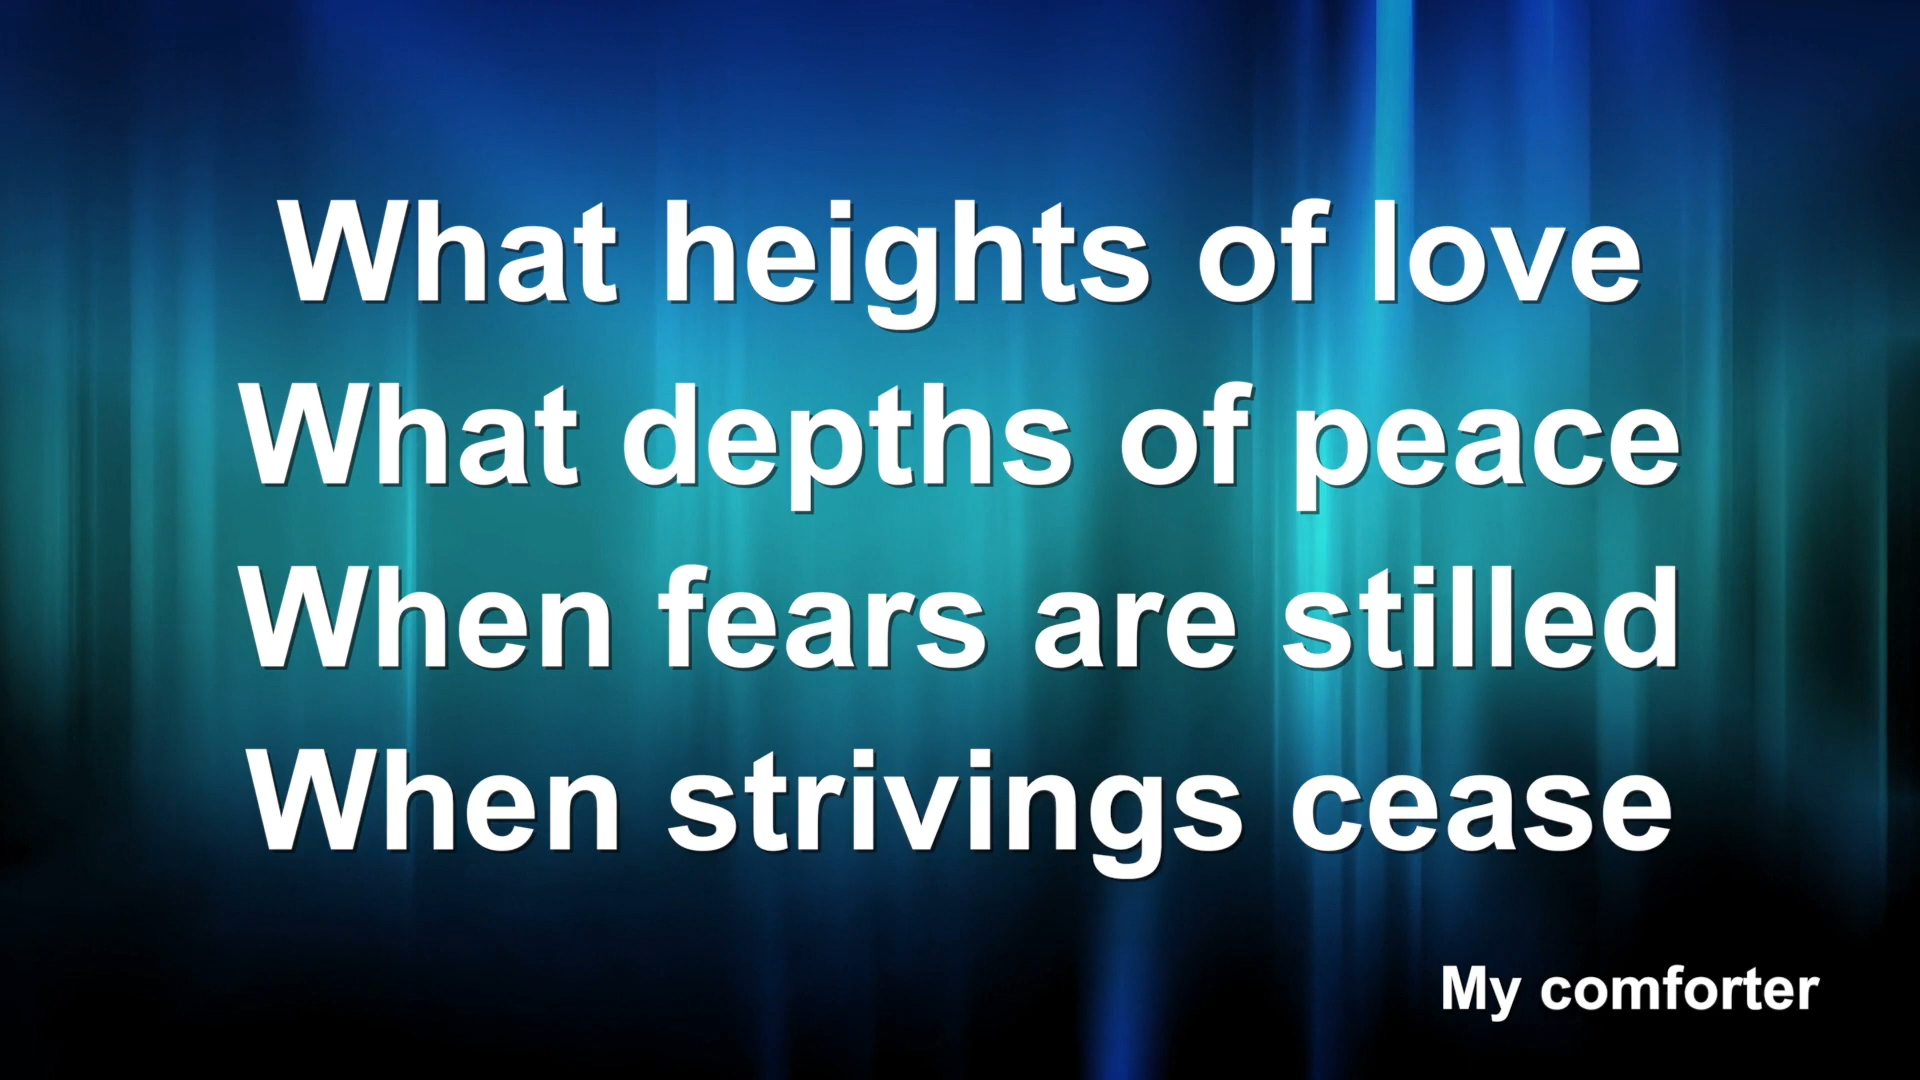 What heights of love
What depths of peace
When fears are stilled
When strivings cease
My comforter